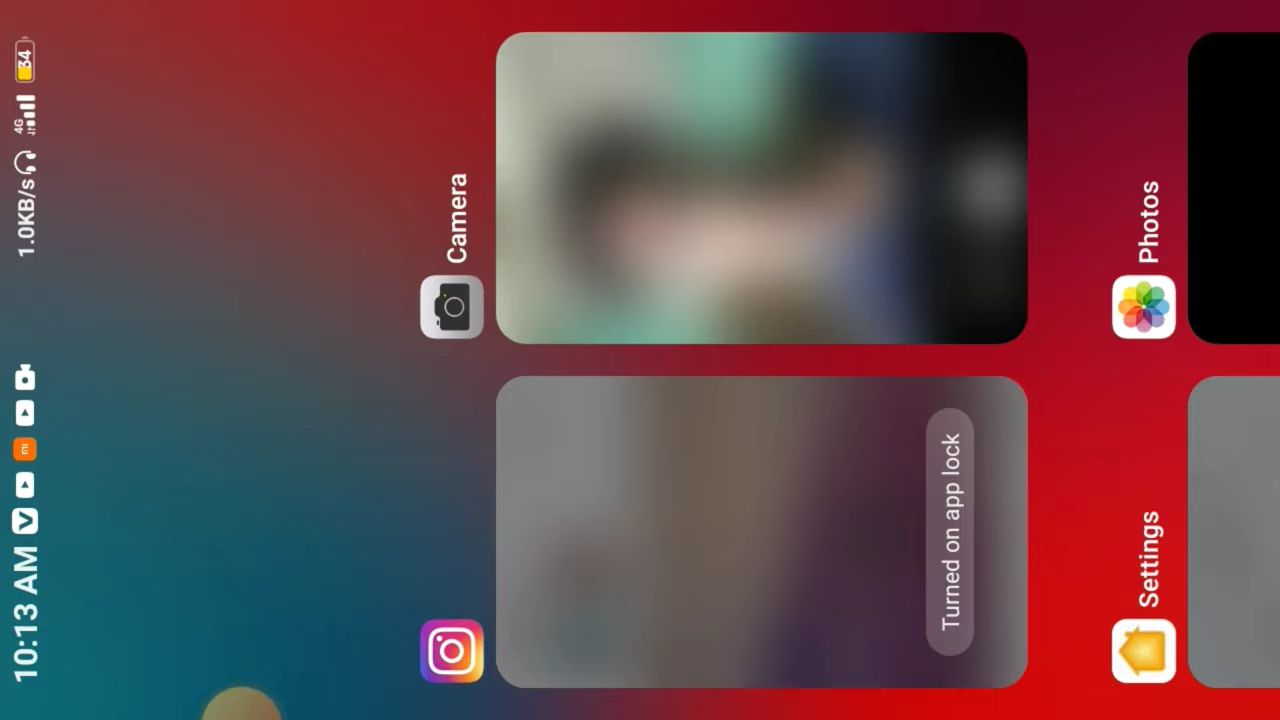 10:13 AM
1.0KB/s 4G 34
Camera
Turned on app lock
Settings
Photos